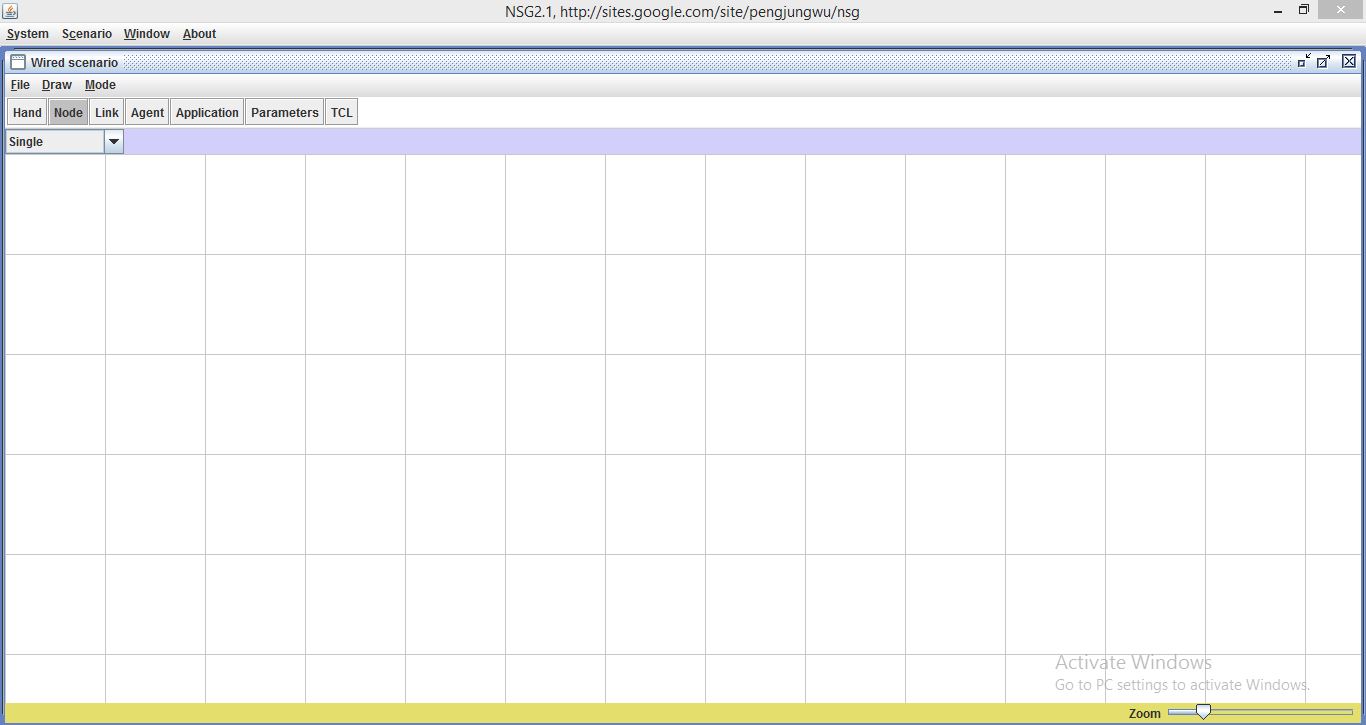 NSG2.1, http://sites.google.com/site/pengjungwu/nsg
System Scenario Window About
Wired scenario
File Draw Mode
Hand Node Link Agent Application Parameters TCL
Single
Activate Windows
Go to PC settings to activate Windows.
Zoom